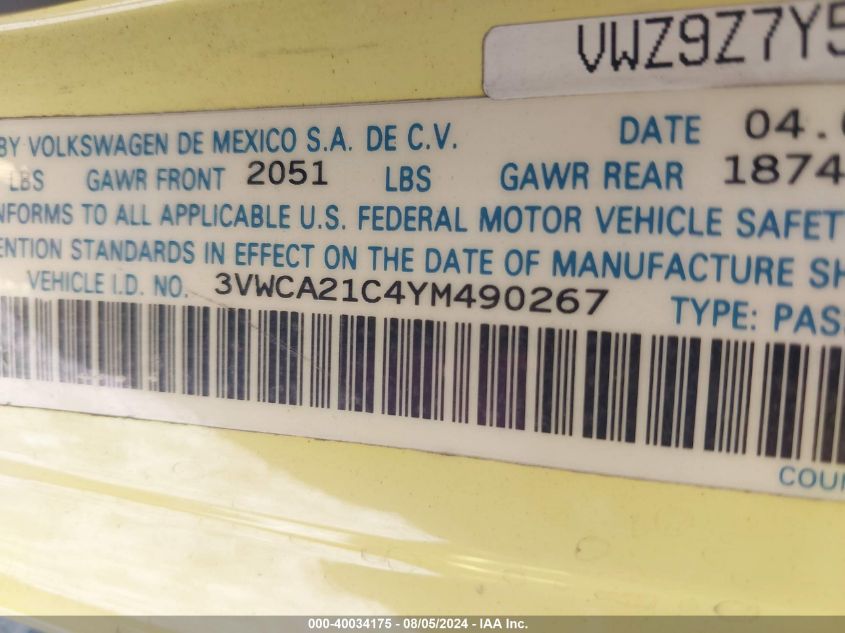 VWZ9Z7Y5
BY VOLKSWAGEN DE MEXICO S.A. DE C.V. DATE 04.
LBS GAWR FRONT 2051 LBS GAWR REAR 1874
NFORMS TO ALL APPLICABLE U.S. FEDERAL MOTOR VEHICLE SAFET
ENTION STANDARDS IN EFFECT ON THE DATE OF MANUFACTURE SH
VEHICLE I.D. NO. 3VWCA21C4YM490267 TYPE: PAS
COU
000-40034175 - 08/05/2024 - IAA Inc.